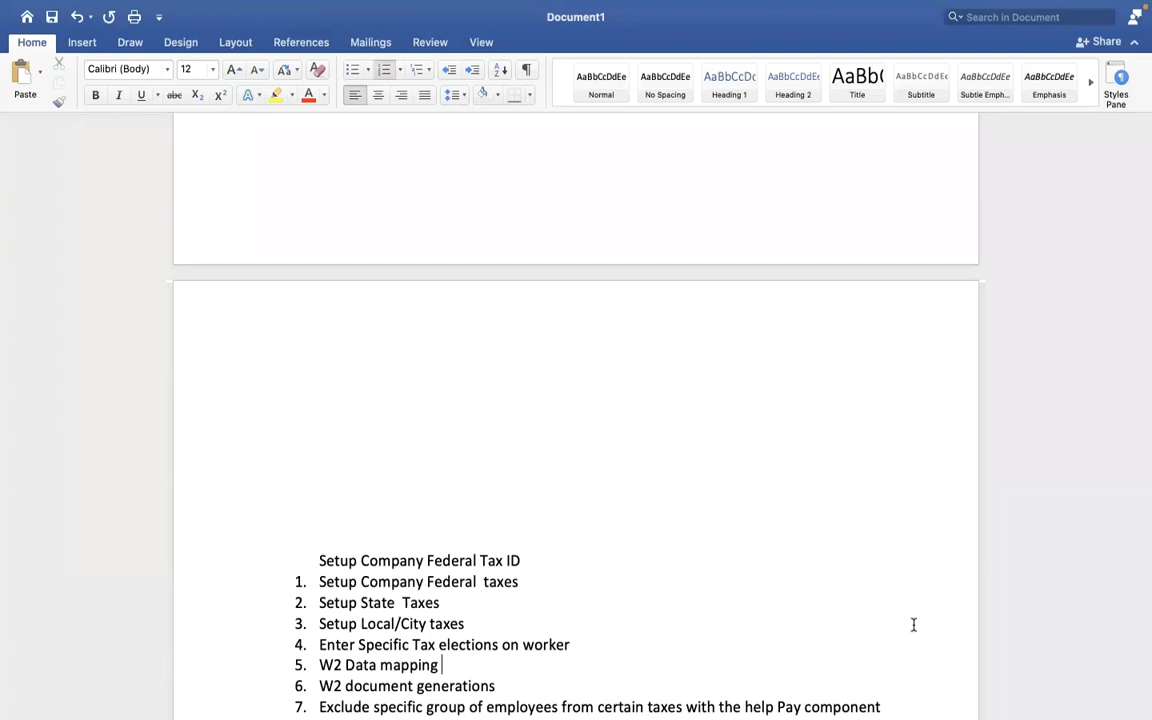 Document1
Search in Document
Home Insert Draw Design Layout References Mailings Review View
Share
Paste
Calibri (Body) 12
AaBbCcDdEe AaBbCcDdEe AaBbCcDc AaBbCcDdEe AaBb( AaBbCcDdEe AaBbCcDdEe AaBbCcDdEe
Normal No Spacing Heading 1 Heading 2 Title Subtitle Subtle Emph... Emphasis
Styles
Pane
Setup Company Federal Tax ID
1. Setup Company Federal taxes
2. Setup State Taxes
3. Setup Local/City taxes
4. Enter Specific Tax elections on worker
5. W2 Data mapping
6. W2 document generations
7. Exclude specific group of employees from certain taxes with the help Pay component